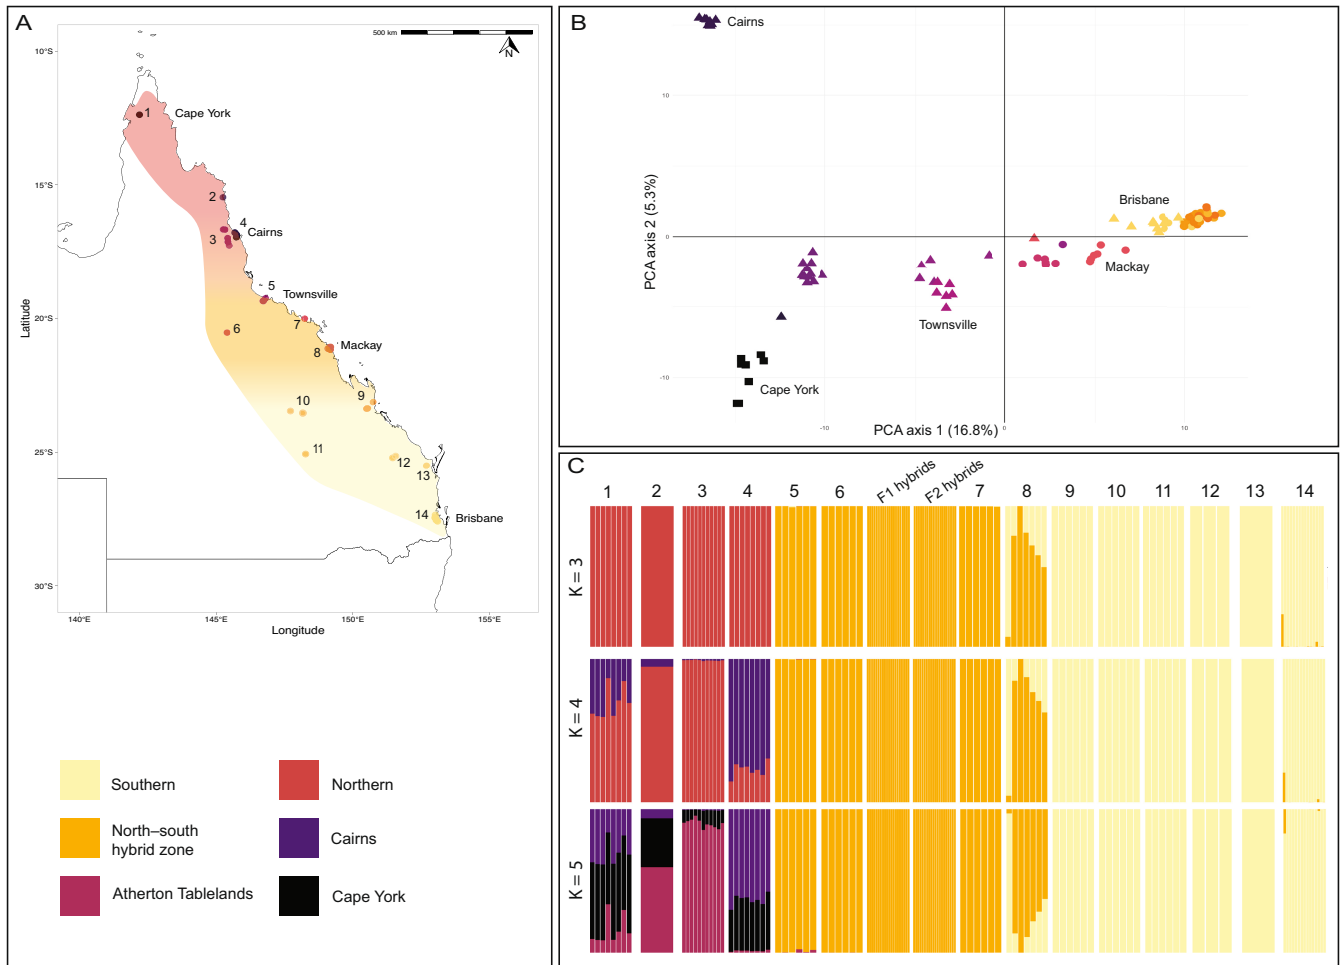 A
500 km
N
10°S
15°S
20°S
25°S
30°S
Latitude
1
Cape York
2
4
Cairns
3
5
Townsville
6
7
Mackay
8
9
10
11
12
13
14
Brisbane
140°E
145°E
150°E
155°E
Longitude
Southern
Northern
North–south
hybrid zone
Cairns
Atherton Tablelands
Cape York
B
Cairns
10
PCA axis 2 (5.3%)
Brisbane
0
Mackay
Townsville
-10
Cape York
PCA axis 1 (16.8%)
-10
0
10
C
1 2 3 4 5 6 F1 hybrids F2 hybrids 7 8 9 10 11 12 13 14
K = 3
K = 4
K = 5